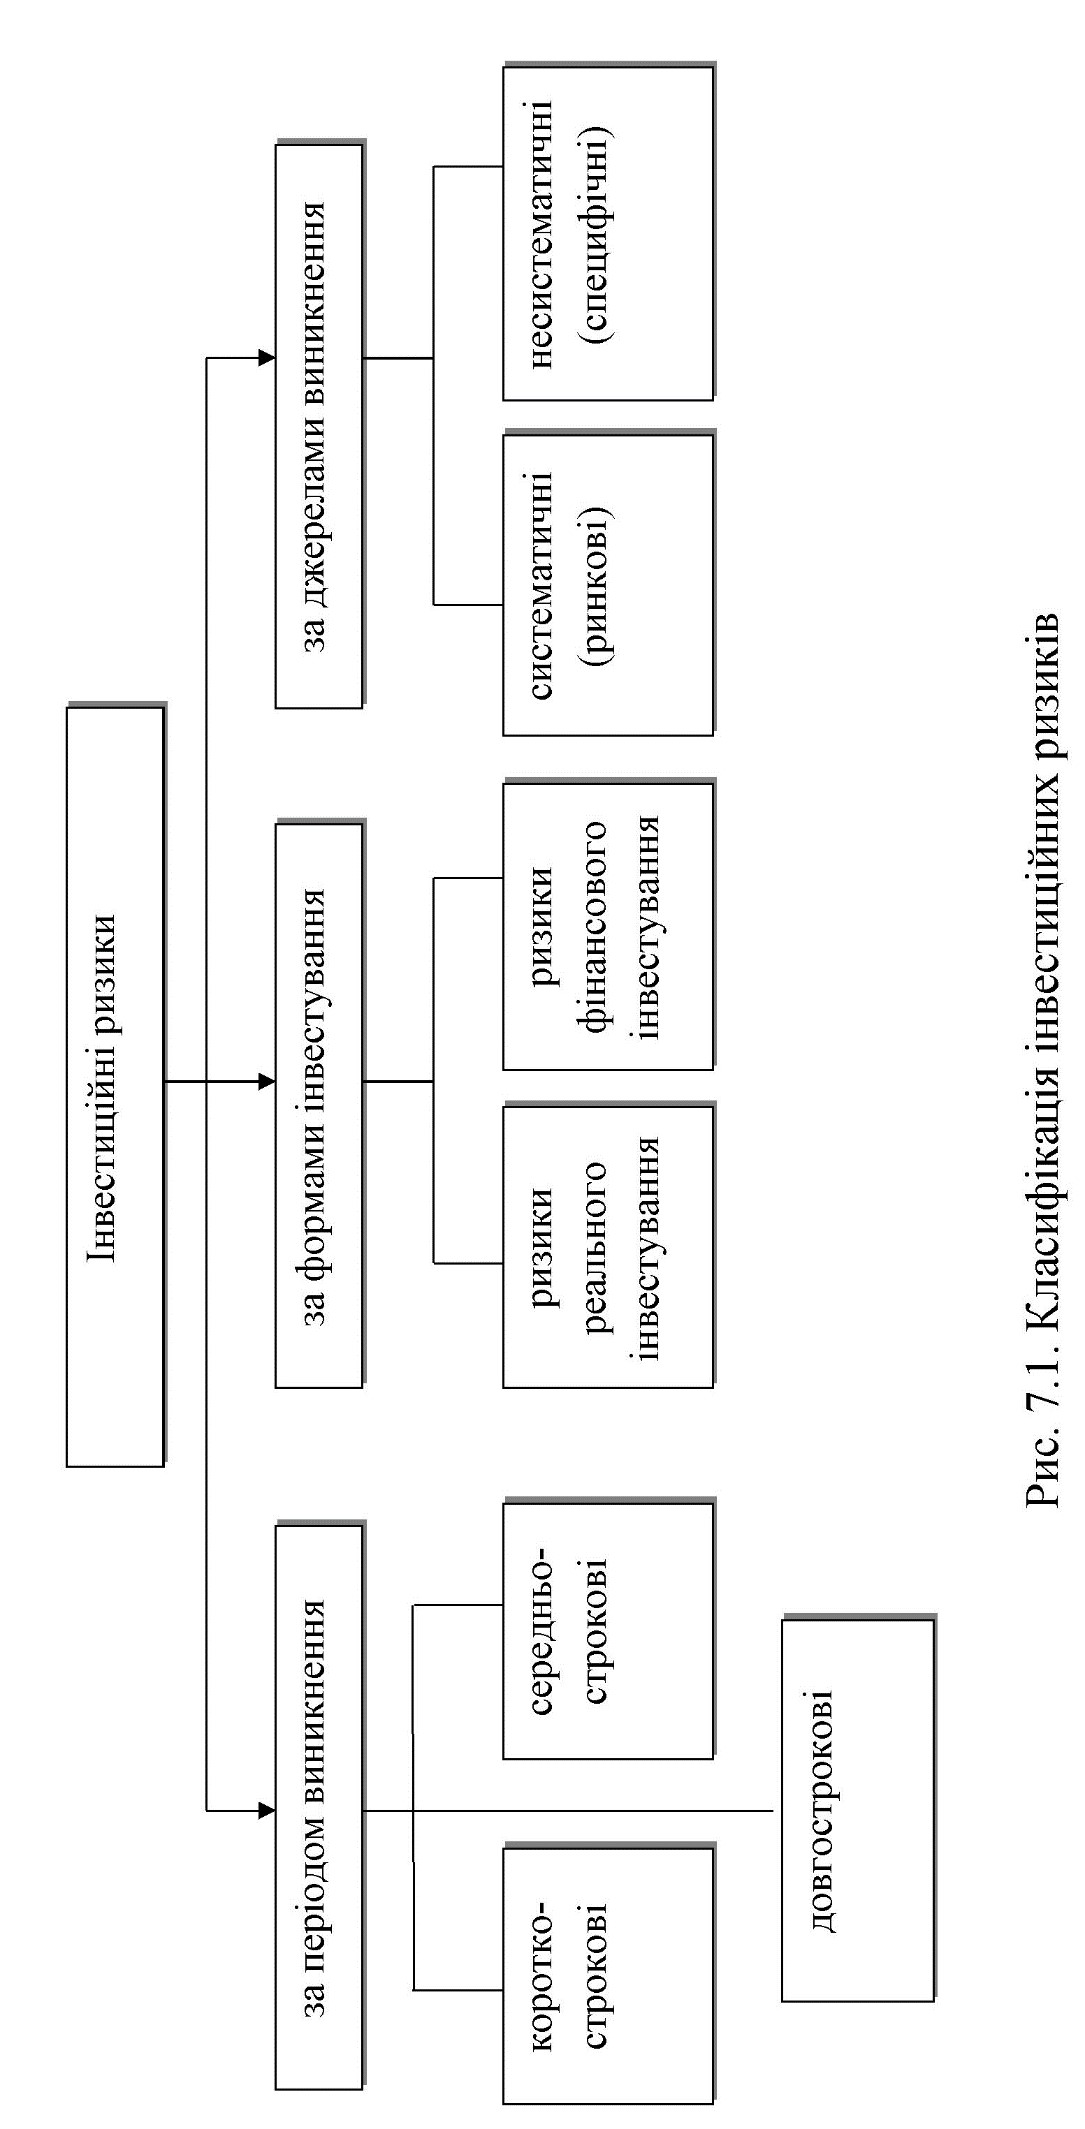 Інвестиційні ризики
за періодом виникнення
за формами інвестування
за джерелами виникнення
коротко-
строкові
середньо-
строкові
довгострокові
ризики
реального
інвестування
ризики
фінансового
інвестування
систематичні
(ринкові)
несистематичні
(специфічні)
Рис. 7.1. Класифікація інвестиційних ризиків